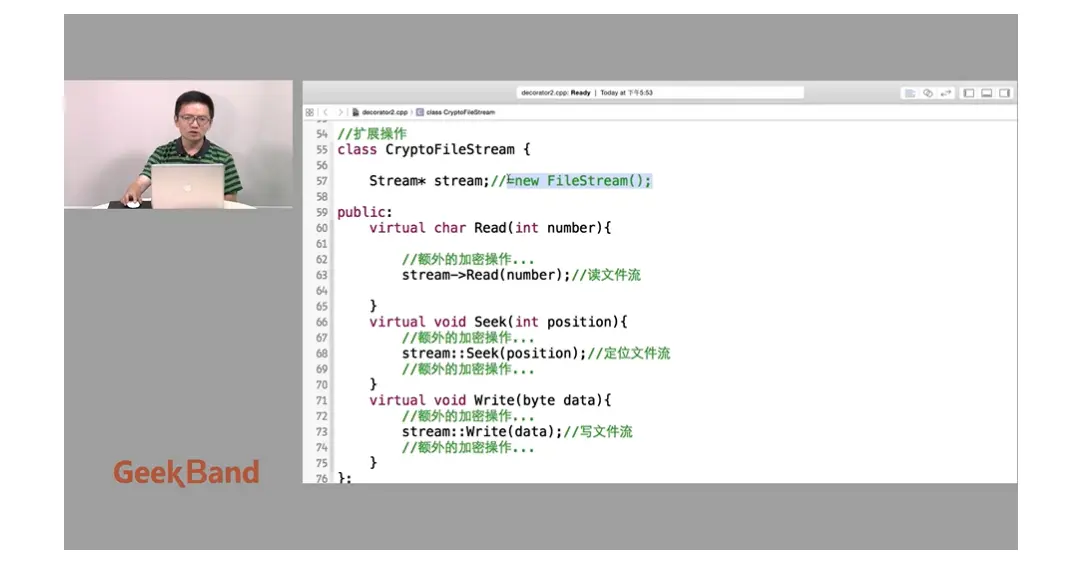 decorator2.cpp: Ready | Today at 下午5:53
decorator2.cpp 〉 C class CryptoFileStream
54 //扩展操作
55 class CryptoFileStream {
56
57 Stream* stream;//=new FileStream();
58
59 public:
60 virtual char Read(int number){
61
62 //额外的加密操作...
63 stream->Read(number);//读文件流
64
65 }
66 virtual void Seek(int position){
67 //额外的加密操作...
68 stream::Seek(position);//定位文件流
69 //额外的加密操作...
70 }
71 virtual void Write(byte data){
72 //额外的加密操作...
73 stream::Write(data);//写文件流
74 //额外的加密操作...
75 }
76 };
GeekBand